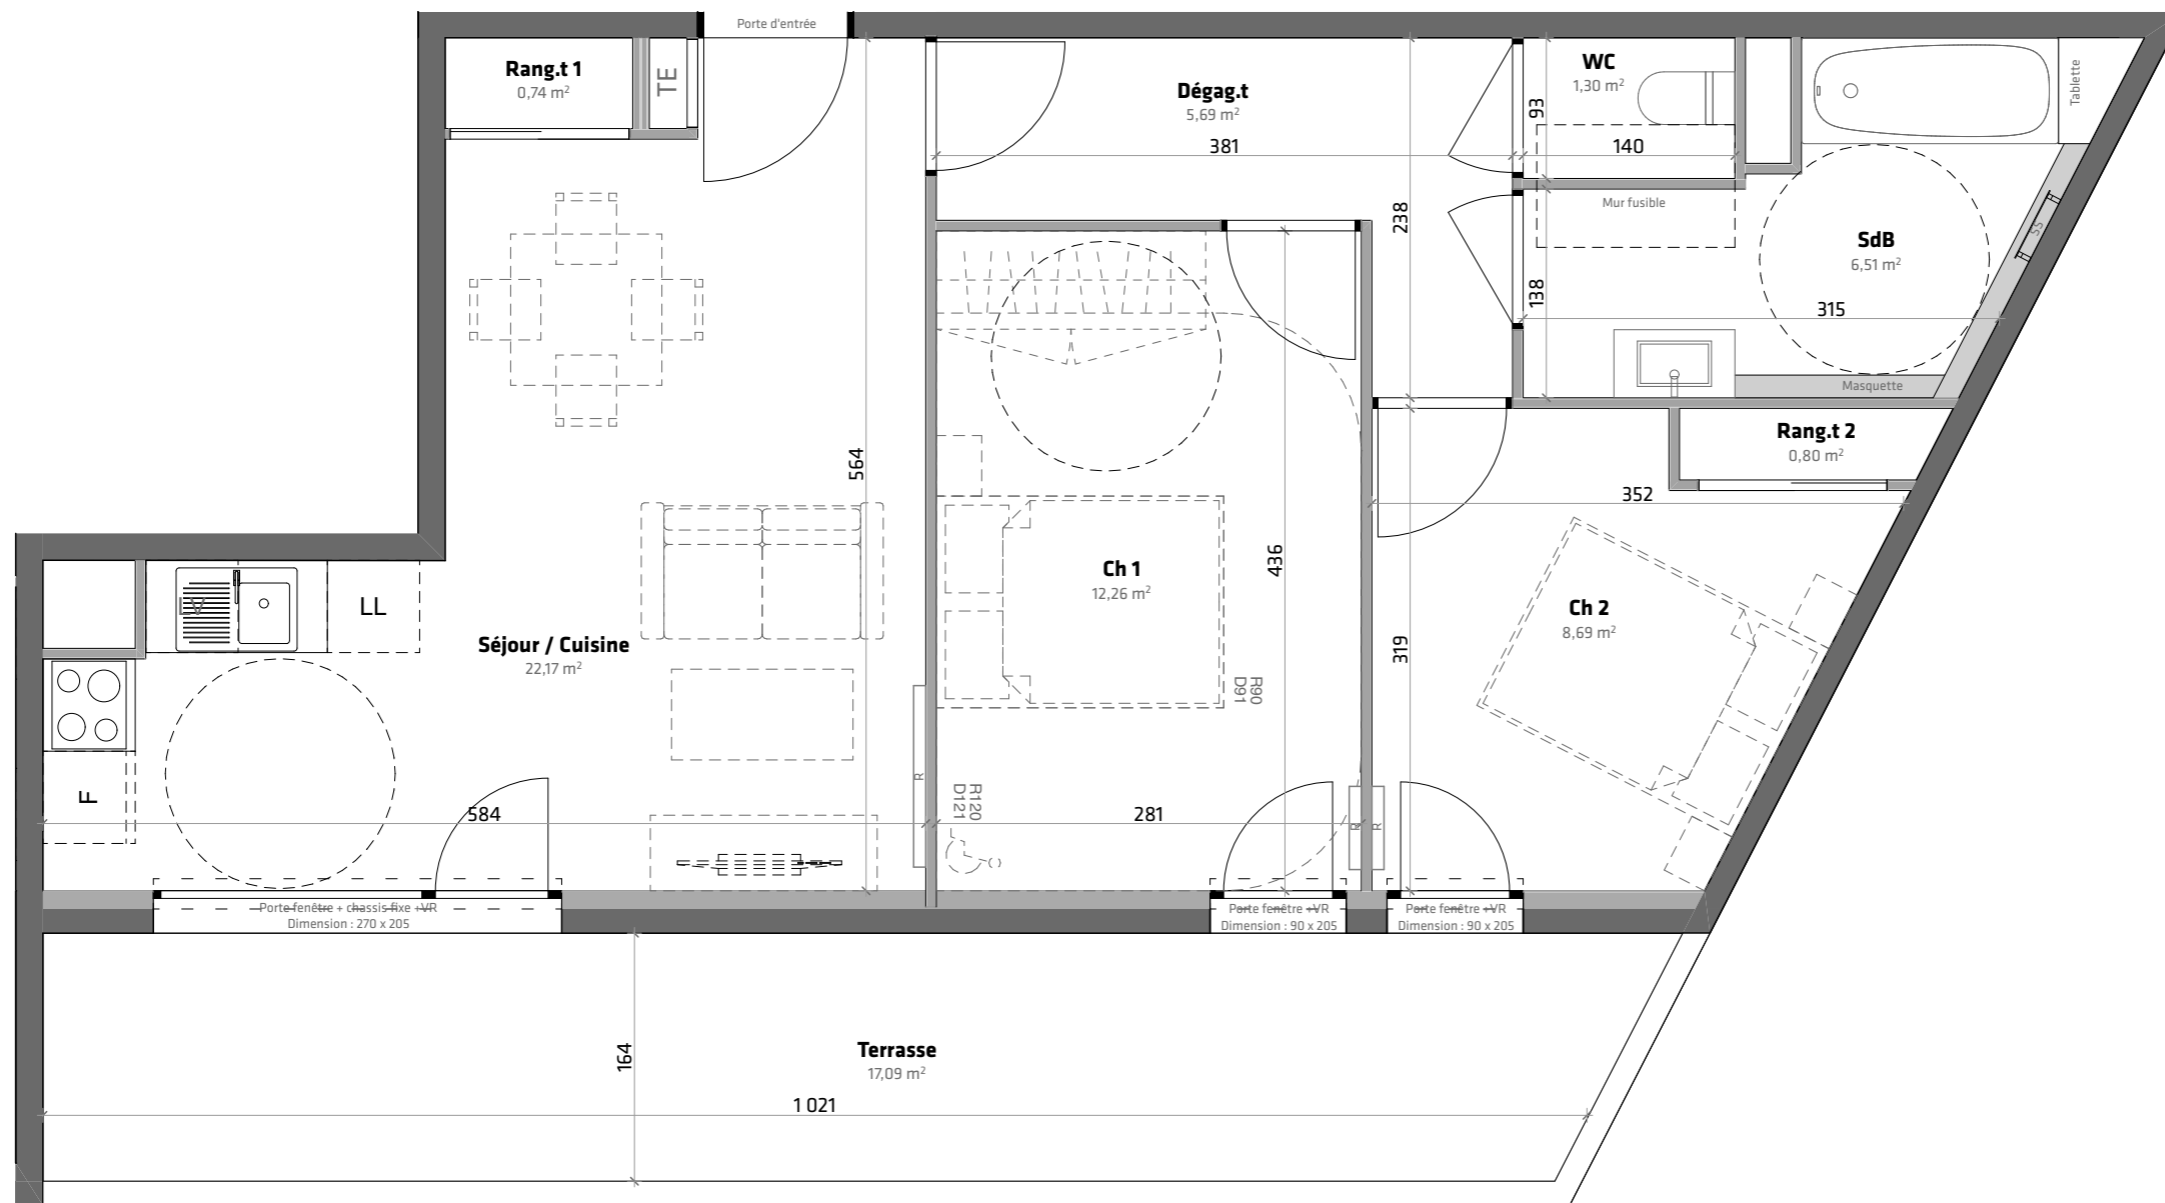 Porte d'entrée
Rang.t 1
0,74 m²
TE
Dégag.t
5,69 m²
381
WC
1,30 m²
93
140
Tablette
Mur fusible
238
138
SdB
6,51 m²
SS
315
Masquette
Rang.t 2
0,80 m²
352
564
436
Ch 1
12,26 m²
Ch 2
8,69 m²
319
LV
LL
Séjour / Cuisine
22,17 m²
R90
D91
R
F
584
R120
D121
281
R
R
Porte fenêtre + chassis fixe +VR
Dimension : 270 x 205
Porte fenêtre +VR
Dimension : 90 x 205
Porte fenêtre +VR
Dimension : 90 x 205
164
Terrasse
17,09 m²
1 021